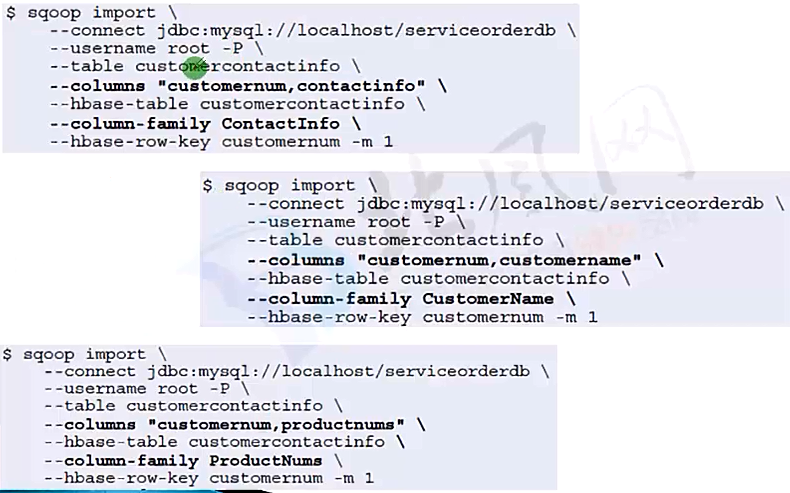 $ sqoop import \
--connect jdbc:mysql://localhost/serviceorderdb \
--username root -P \
--table customercontactinfo \
--columns "customernum,contactinfo" \
--hbase-table customercontactinfo \
--column-family ContactInfo \
--hbase-row-key customernum -m 1
$ sqoop import \
--connect jdbc:mysql://localhost/serviceorderdb \
--username root -P \
--table customercontactinfo \
--columns "customernum,customername" \
--hbase-table customercontactinfo \
--column-family CustomerName \
--hbase-row-key customernum -m 1
$ sqoop import \
--connect jdbc:mysql://localhost/serviceorderdb \
--username root -P \
--table customercontactinfo \
--columns "customernum,productnums" \
--hbase-table customercontactinfo \
--column-family ProductNums \
--hbase-row-key customernum -m 1
北风网